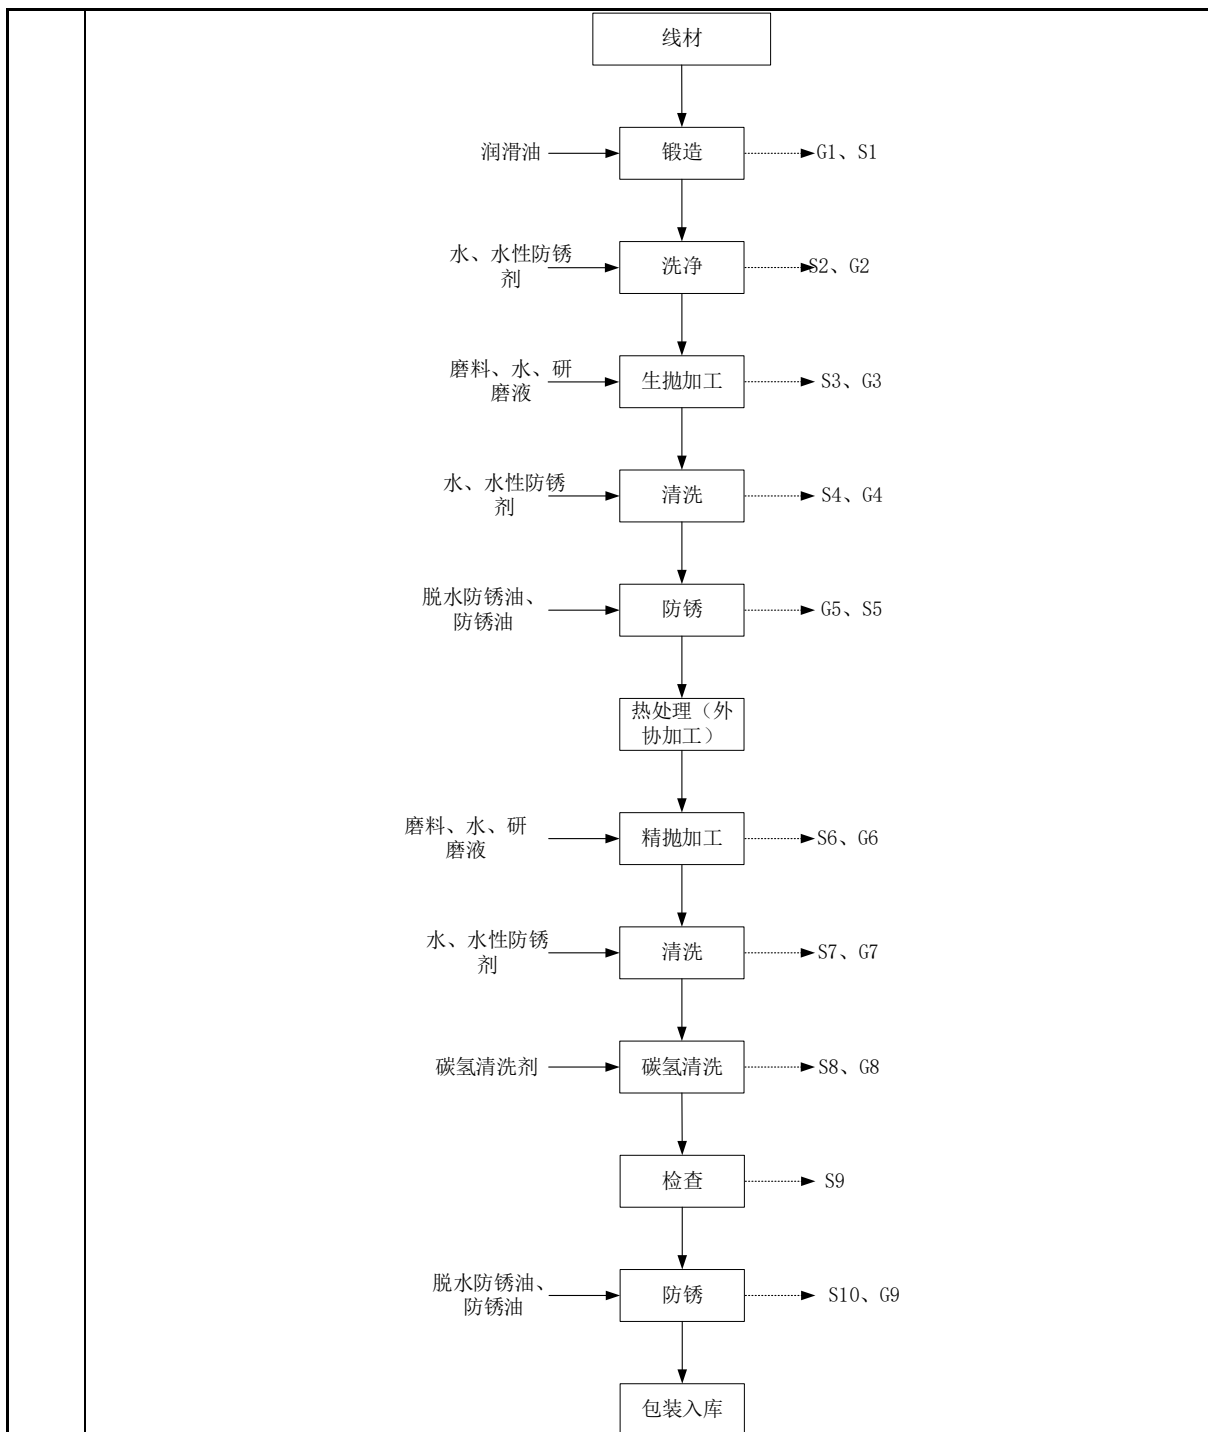 线材
润滑油
锻造
G1、S1
水、水性防锈
剂
洗净
S2、G2
磨料、水、研
磨液
生抛加工
S3、G3
水、水性防锈
剂
清洗
S4、G4
脱水防锈油、
防锈油
防锈
G5、S5
热处理（外
协加工）
磨料、水、研
磨液
精抛加工
S6、G6
水、水性防锈
剂
清洗
S7、G7
碳氢清洗剂
碳氢清洗
S8、G8
检查
S9
脱水防锈油、
防锈油
防锈
S10、G9
包装入库